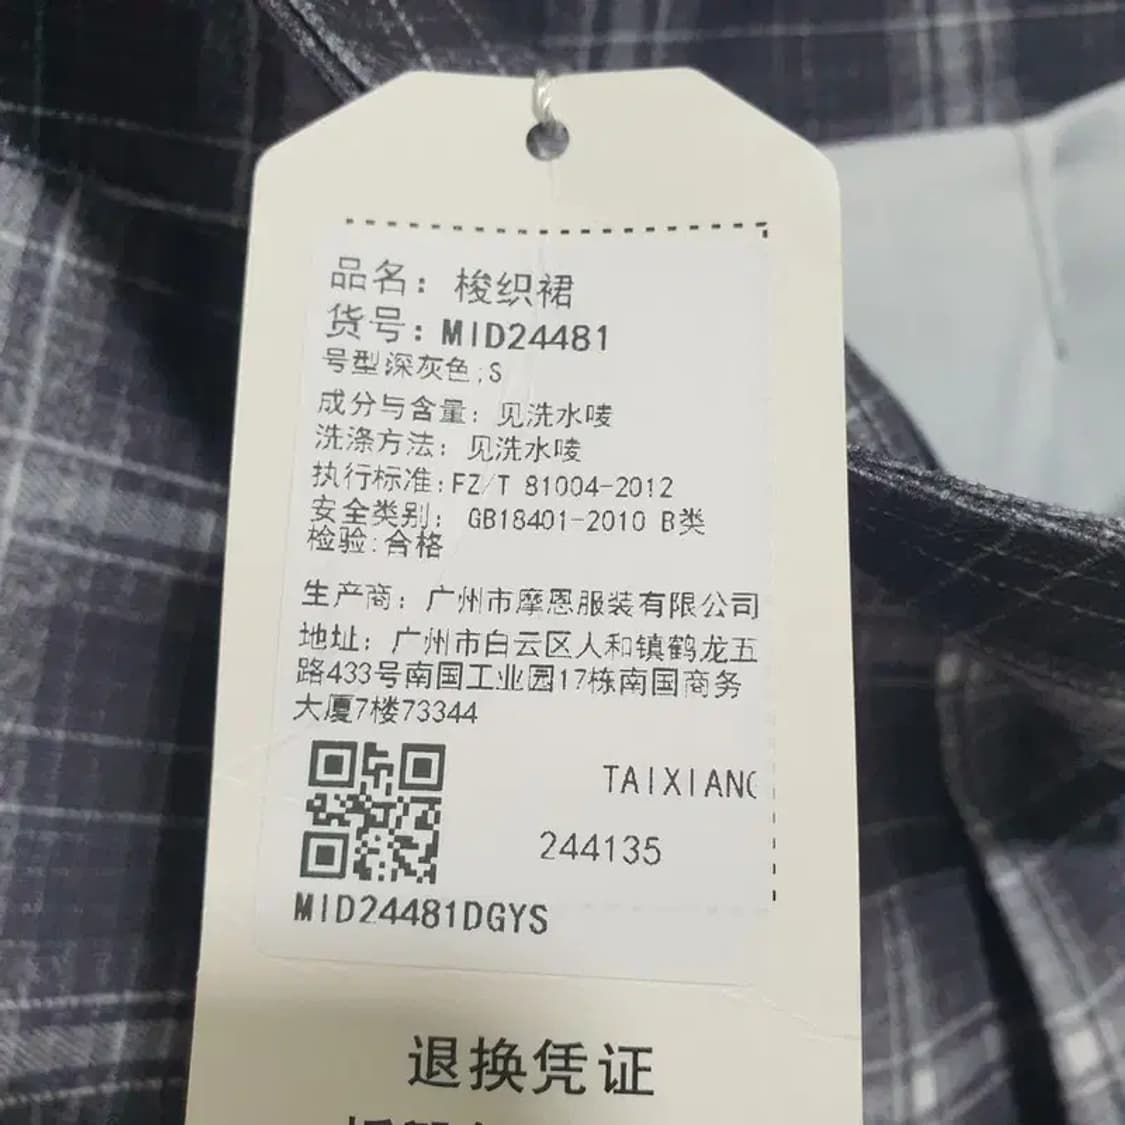 品名：梭织裙
货号：MID24481
号型深灰色;S
成分与含量：见洗水唛
洗涤方法：见洗水唛
执行标准:FZ/T 81004-2012
安全类别：GB18401-2010 B类
检验:合格
生产商：广州市摩恩服装有限公司
地址：广州市白云区人和镇鹤龙五
路433号南国工业园17栋南国商务
大厦7楼73344
TAIXIANG
244135
MID24481DGYS
退换凭证